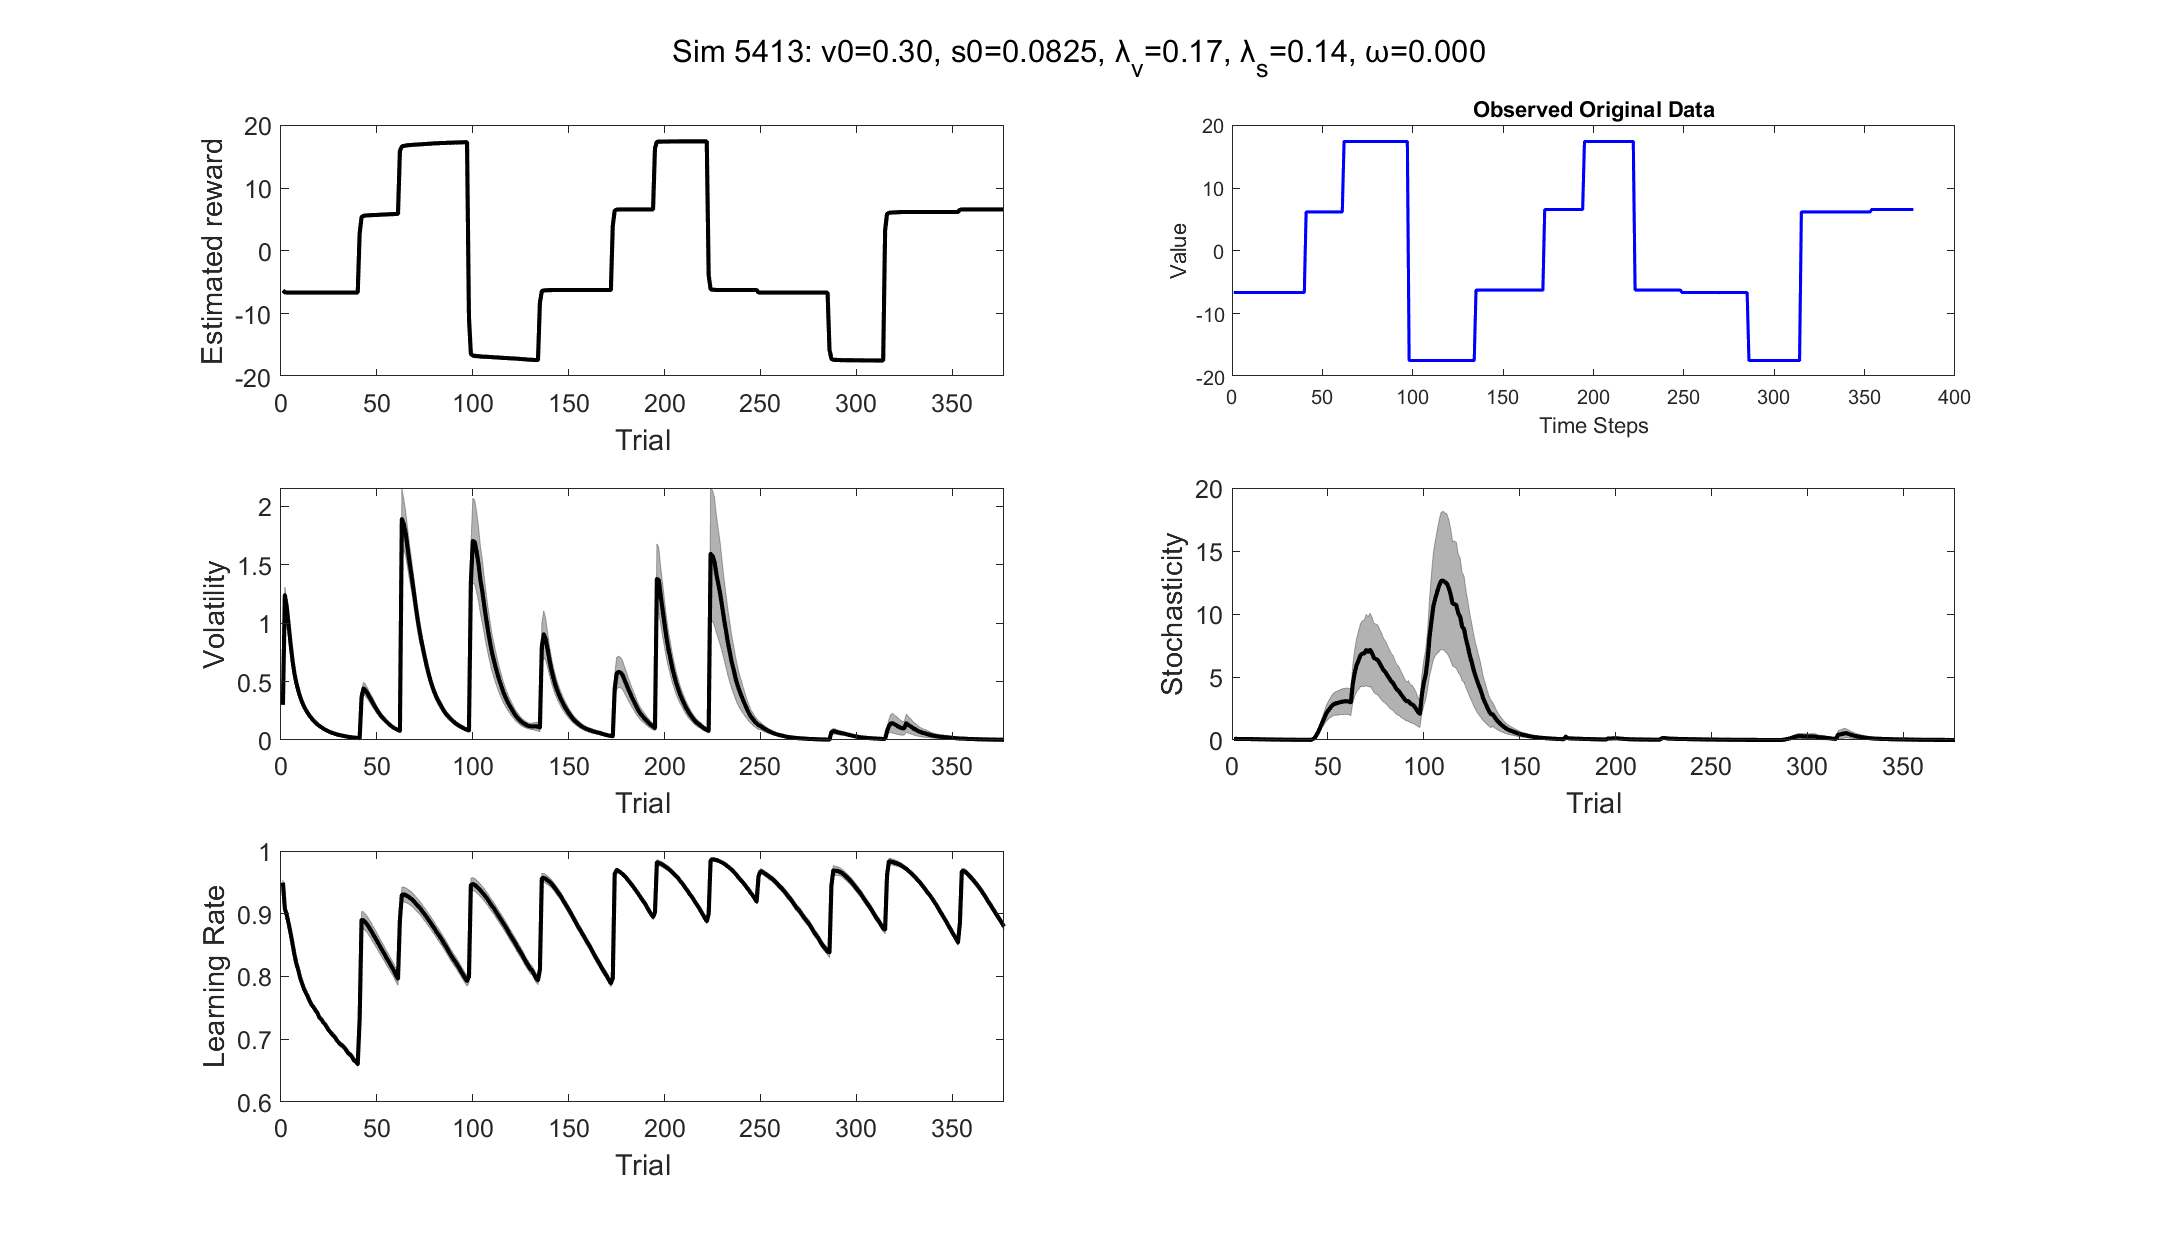 Sim 5413: v0=0.30, s0=0.0825, λv=0.17, λs=0.14, ω=0.000
Estimated reward
20
10
0
-10
-20
0 50 100 150 200 250 300 350
Trial
Observed Original Data
Value
20
10
0
-10
-20
0 50 100 150 200 250 300 350 400
Time Steps
Volatility
2
1.5
1
0.5
0
0 50 100 150 200 250 300 350
Trial
Stochasticity
20
15
10
5
0
0 50 100 150 200 250 300 350
Trial
Learning Rate
1
0.9
0.8
0.7
0.6
0 50 100 150 200 250 300 350
Trial